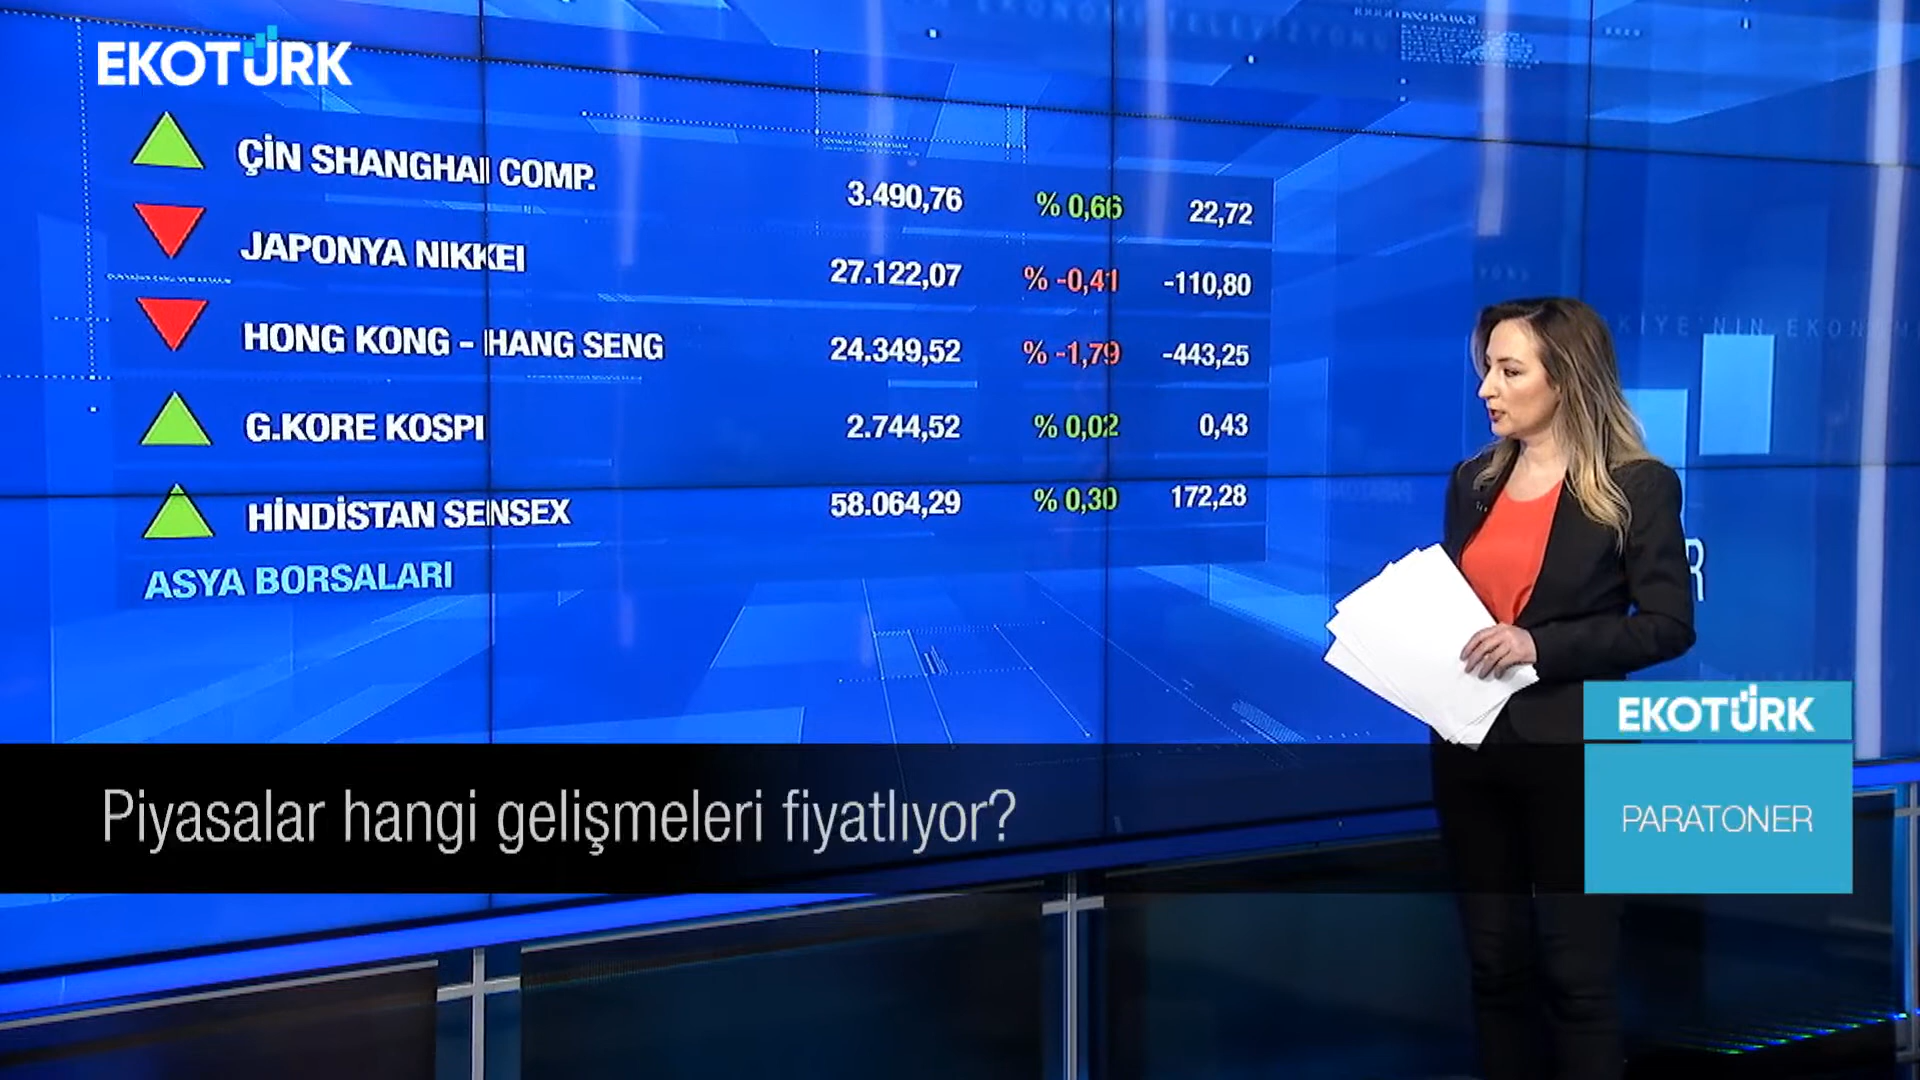 EKOTÜRK
ÇİN SHANGHAI COMP. 3.490,76 % 0,66 22,72
JAPONYA NIKKEI 27.122,07 % -0,41 -110,80
HONG KONG - HANG SENG 24.349,52 % -1,79 -443,25
G.KORE KOSPI 2.744,52 % 0,02 0,43
HİNDİSTAN SENSEX 58.064,29 % 0,30 172,28
ASYA BORSALARI
EKOTÜRK
Piyasalar hangi gelişmeleri fiyatlıyor?
PARATONER